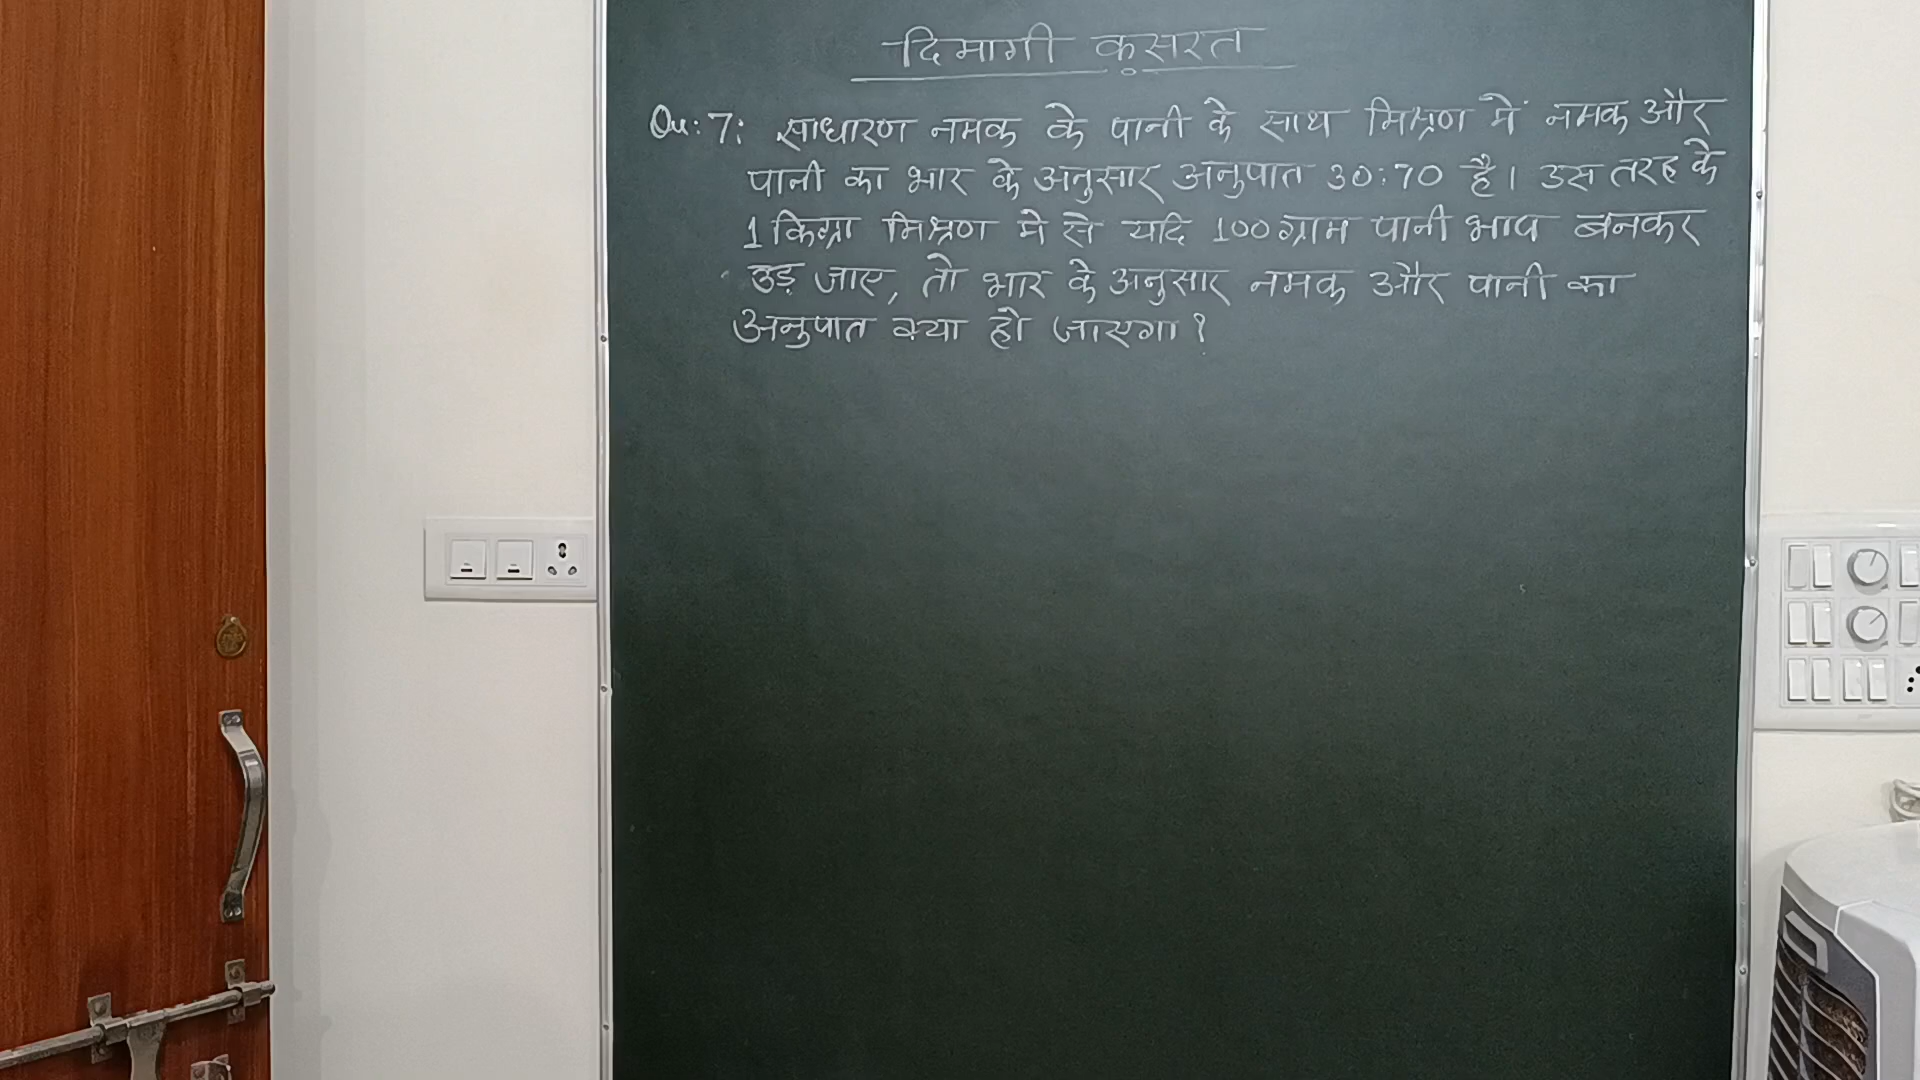 दिमागी कसरत
Qu: 7: साधारण नमक के पानी के साथ मिश्रण में नमक और
पानी का भार के अनुसार अनुपात 30:70 है। उस तरह के
1 किग्रा मिश्रण मे से यदि 100 ग्राम पानी भाप बनकर
उड़ जाए, तो भार के अनुसार नमक और पानी का
अनुपात क्या हो जाएगा?